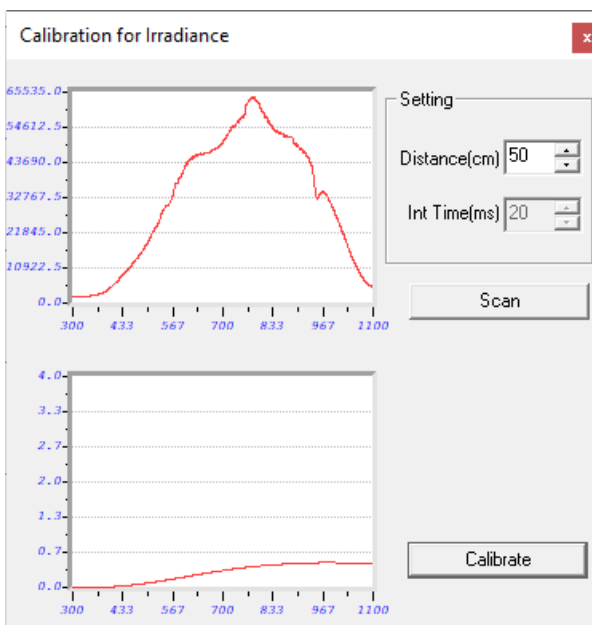 Calibration for Irradiance
x
65535.0
54612.5
43690.0
32767.5
21845.0
10922.5
0.0
300 433 567 700 833 967 1100
Setting
Distance(cm) 50
Int Time(ms) 20
Scan
4.0
3.3
2.7
2.0
1.3
0.7
0.0
300 433 567 700 833 967 1100
Calibrate